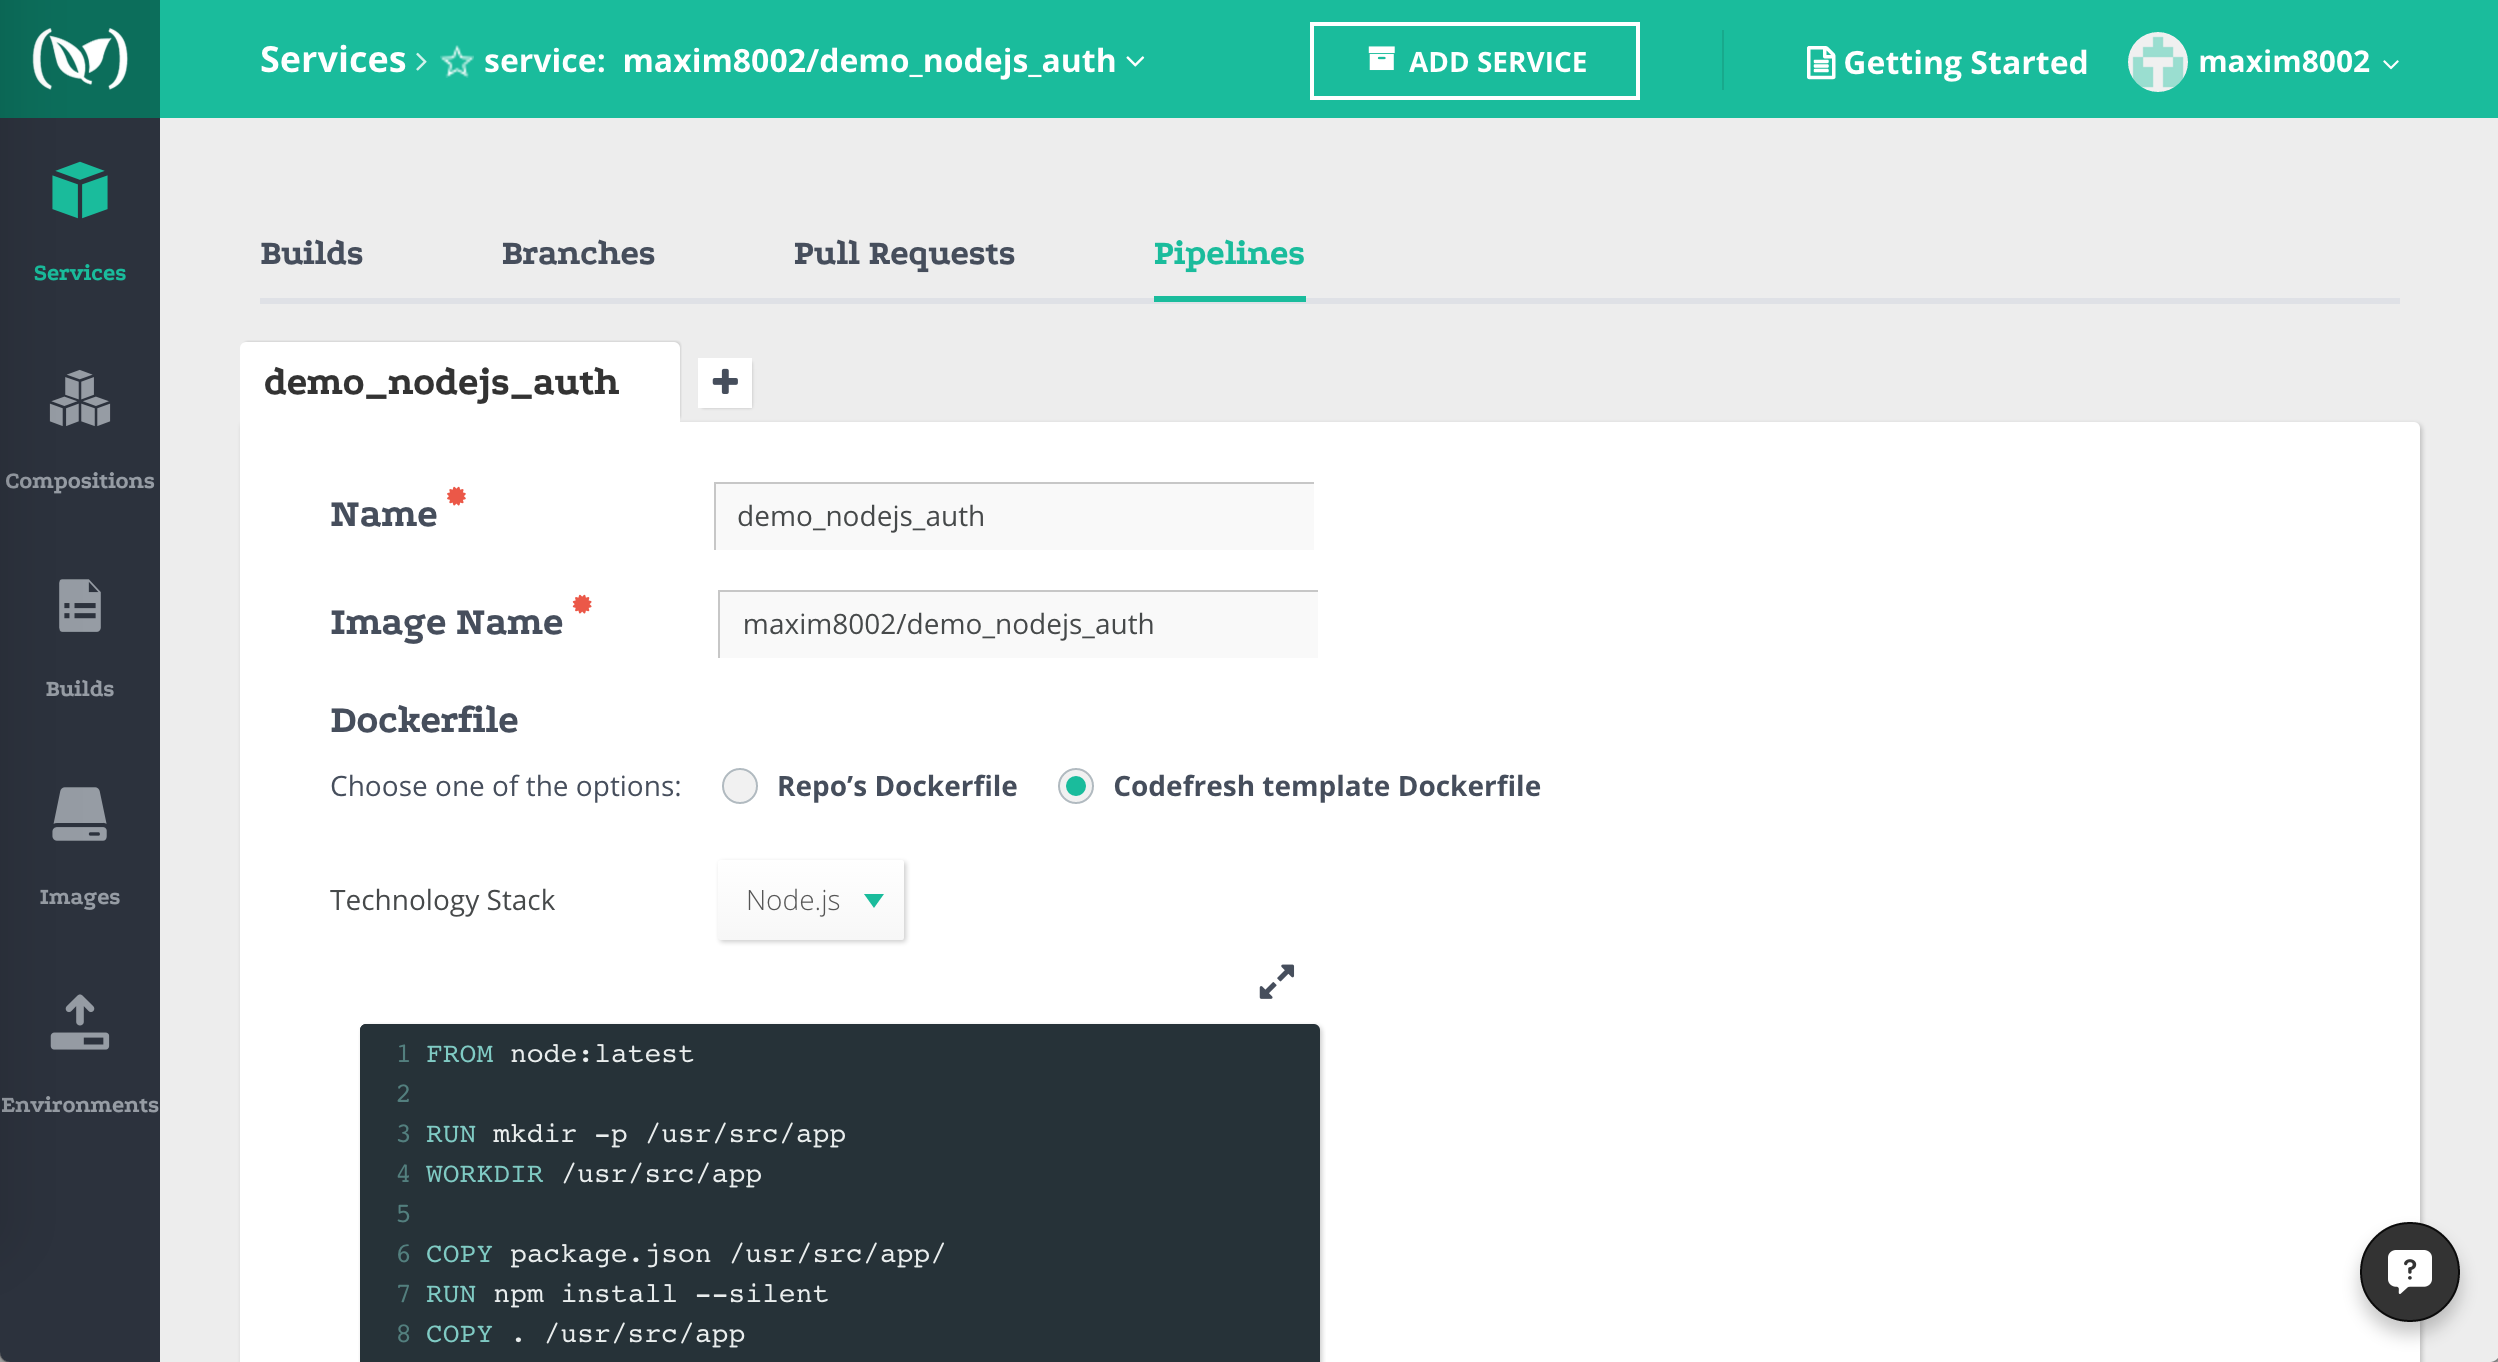 Services > service: maxim8002/demo_nodejs_auth
ADD SERVICE
Getting Started
maxim8002
Services
Compositions
Builds
Images
Environments
Builds
Branches
Pull Requests
Pipelines
demo_nodejs_auth
Name
demo_nodejs_auth
Image Name
maxim8002/demo_nodejs_auth
Dockerfile
Choose one of the options:
Repo’s Dockerfile
Codefresh template Dockerfile
Technology Stack
Node.js
1 FROM node:latest
2
3 RUN mkdir -p /usr/src/app
4 WORKDIR /usr/src/app
5
6 COPY package.json /usr/src/app/
7 RUN npm install --silent
8 COPY . /usr/src/app
?